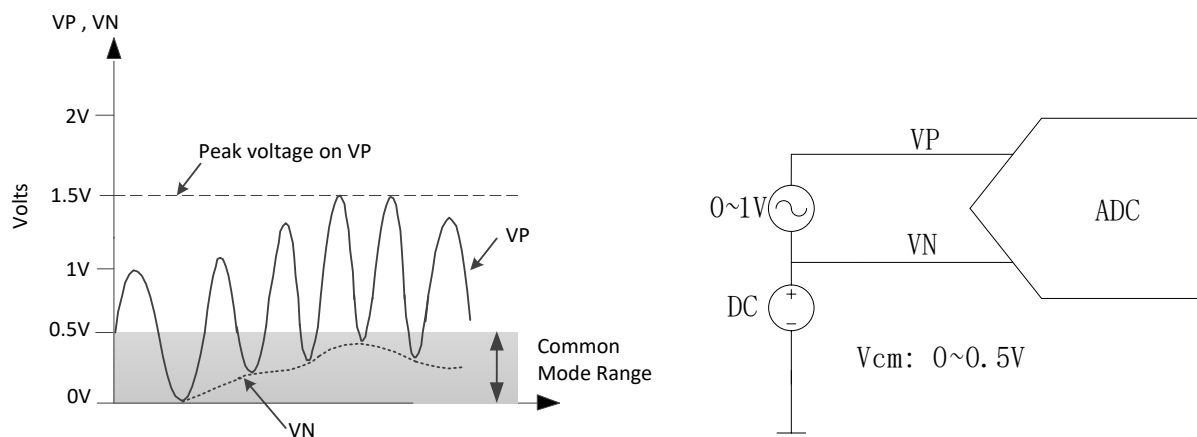 VP , VN
2V
Peak voltage on VP
1.5V
Volts
VP
1V
0.5V
Common
Mode Range
0V
VN
VP
0~1V
ADC
VN
DC
+
−
Vcm: 0~0.5V